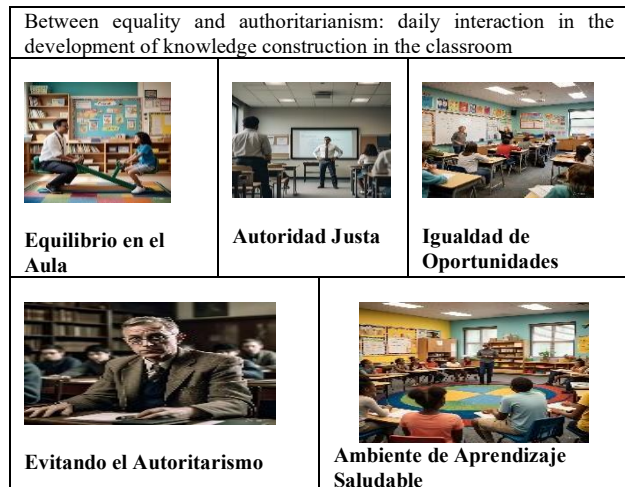 Between equality and authoritarianism: daily interaction in the
development of knowledge construction in the classroom
Equilibrio en el
Aula
Autoridad Justa
Igualdad de
Oportunidades
Evitando el Autoritarismo
Ambiente de Aprendizaje
Saludable